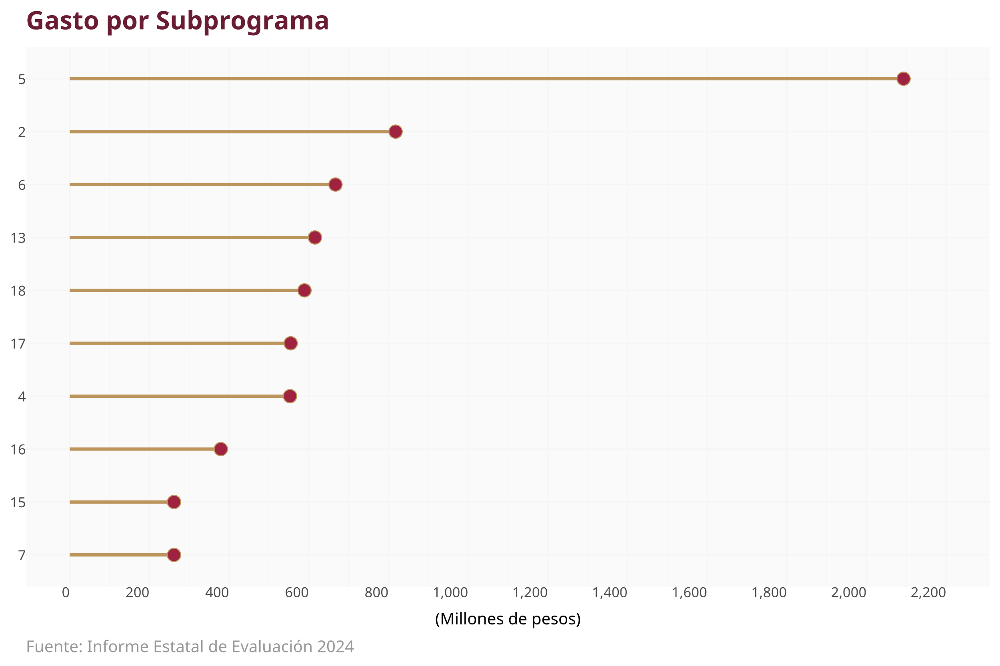 Gasto por Subprograma
5
2
6
13
18
17
4
16
15
7
0 200 400 600 800 1,000 1,200 1,400 1,600 1,800 2,000 2,200
(Millones de pesos)
Fuente: Informe Estatal de Evaluación 2024